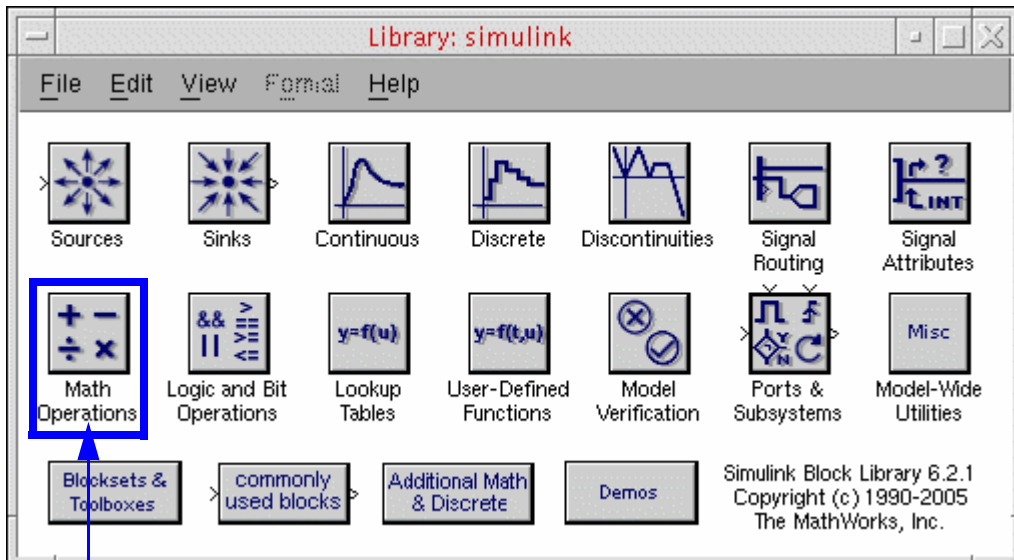 Library: simulink
File Edit View Format Help
? INT
Sources Sinks Continuous Discrete Discontinuities Signal Routing Signal Attributes
+ − ÷ × && || > == >= <= y=f(u) y=f(t,u) Y N Misc
Math Operations Logic and Bit Operations Lookup Tables User-Defined Functions Model Verification Ports & Subsystems Model-Wide Utilities
Blocksets & Toolboxes
commonly used blocks
Additional Math & Discrete
Demos
Simulink Block Library 6.2.1
Copyright (c) 1990-2005
The MathWorks, Inc.